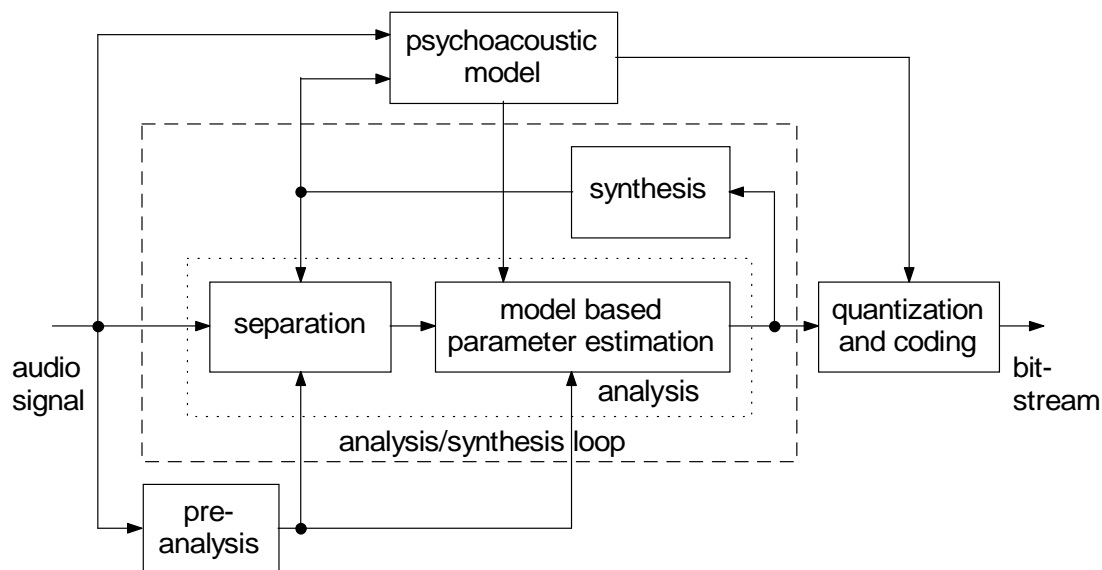 psychoacoustic
model
synthesis
separation
model based
parameter estimation
quantization
and coding
audio
signal
analysis
bit-
stream
analysis/synthesis loop
pre-
analysis